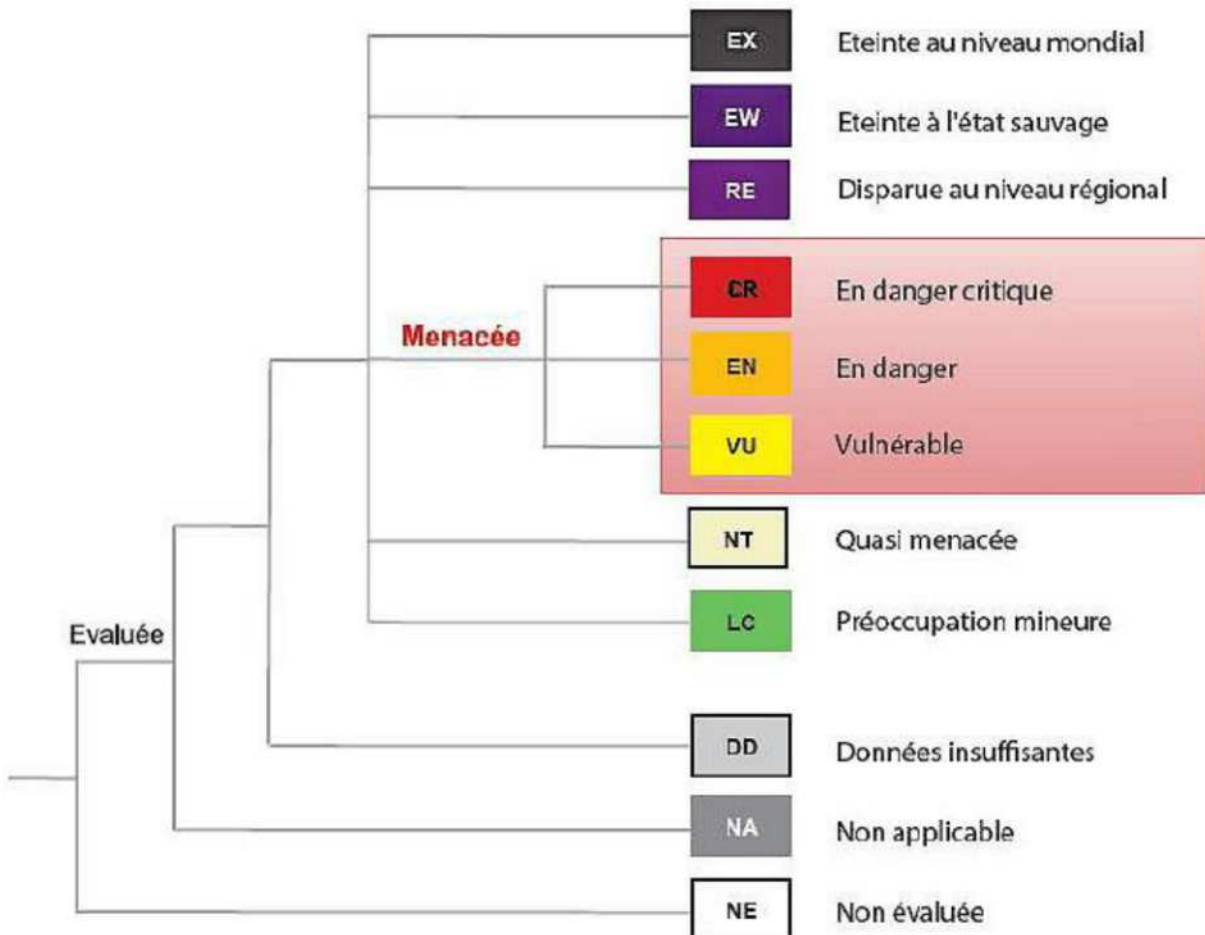 EX Eteinte au niveau mondial
EW Eteinte à l'état sauvage
RE Disparue au niveau régional
CR En danger critique
Menacée
EN En danger
VU Vulnérable
NT Quasi menacée
LC Préoccupation mineure
Evaluée
DD Données insuffisantes
NA Non applicable
NE Non évaluée